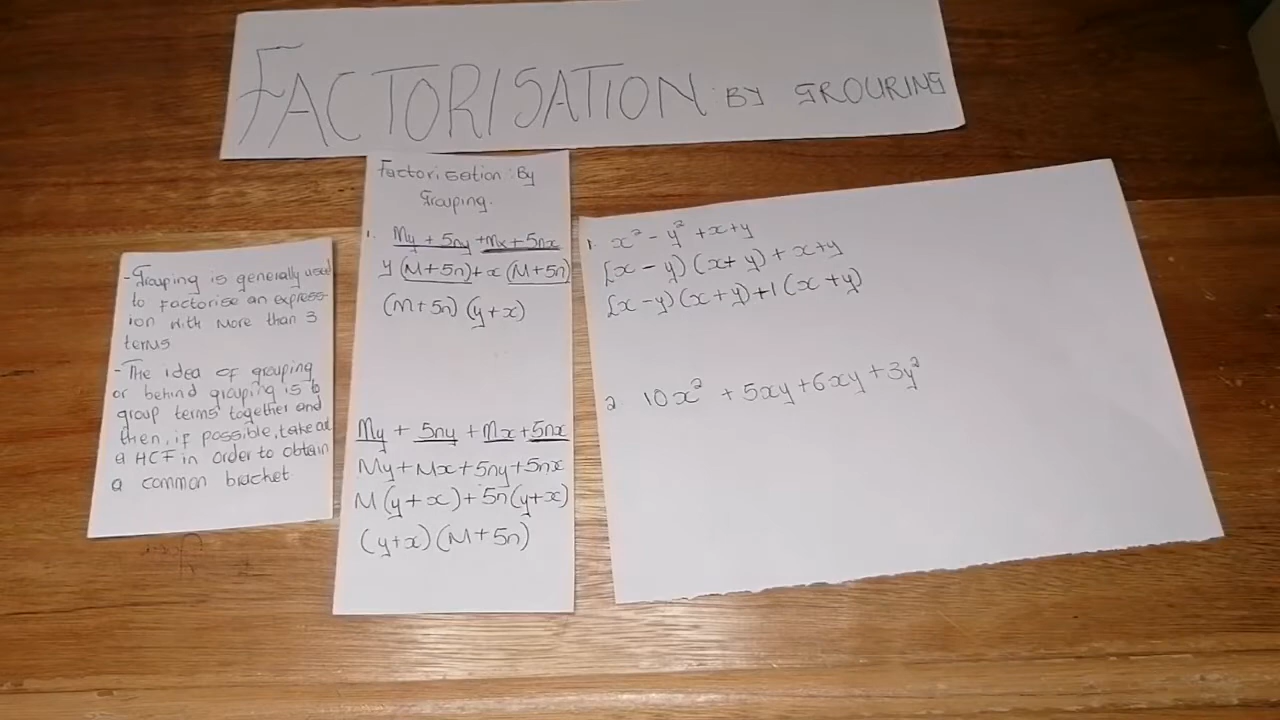 FACTORISATION BY GROUPING
- Grouping is generally used
to factorise an express-
ion with more than 3
terms
- The idea of grouping
or behind grouping is to
group terms together and
then, if possible, take out
a HCF in order to obtain
a common bracket
Factorisation: By
Grouping.
1. My + 5ny + Mx + 5nx
y (M+5n) + x (M+5n)
(M+5n) (y+x)
My + 5ny + Mx + 5nx
My + Mx + 5ny + 5nx
M(y+x) + 5n(y+x)
(y+x) (M+5n)
1. x² - y² + x + y
[x - y) (x + y) + x + y
[x - y) (x + y) + 1 (x + y)
2. 10x² + 5xy + 6xy + 3y²